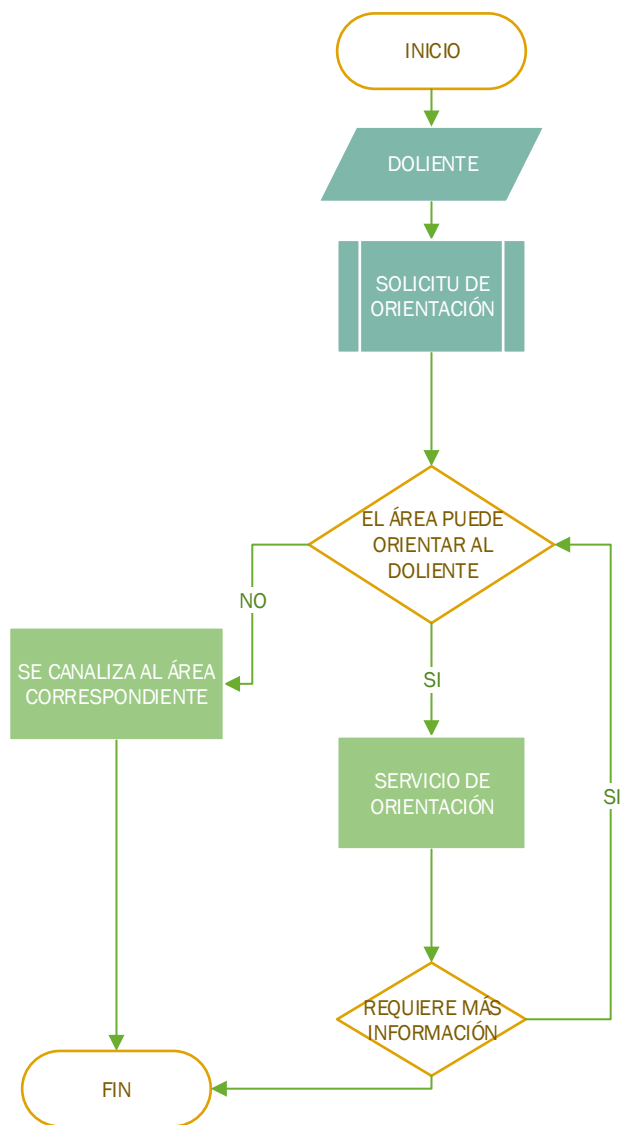 INICIO
DOLIENTE
SOLICITU DE
ORIENTACIÓN
EL ÁREA PUEDE
ORIENTAR AL
DOLIENTE
NO
SE CANALIZA AL ÁREA
CORRESPONDIENTE
SI
SERVICIO DE
ORIENTACIÓN
SI
REQUIERE MÁS
INFORMACIÓN
FIN